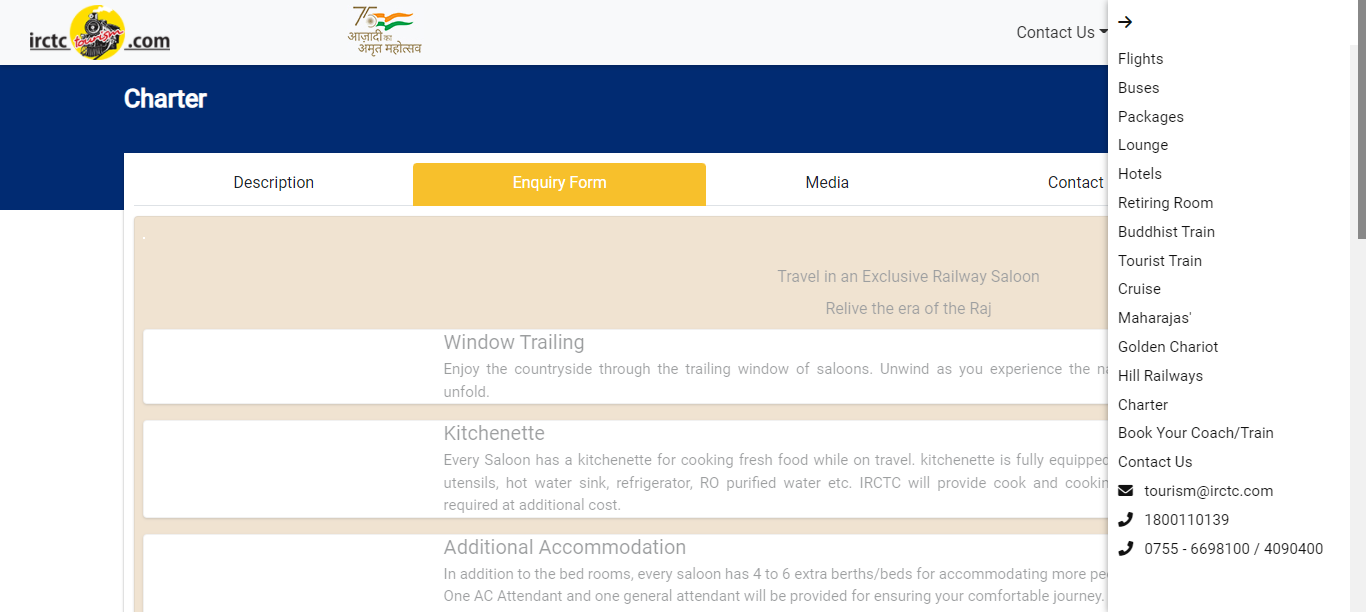 irctc tourism .com
75
आज़ादी का
अमृत महोत्सव
Contact Us
Charter
Description
Enquiry Form
Media
Contact
Travel in an Exclusive Railway Saloon
Relive the era of the Raj
Window Trailing
Enjoy the countryside through the trailing window of saloons. Unwind as you experience the
unfold.
Kitchenette
Every Saloon has a kitchenette for cooking fresh food while on travel. kitchenette is fully equipped
utensils, hot water sink, refrigerator, RO purified water etc. IRCTC will provide cook and
required at additional cost.
Additional Accommodation
In addition to the bed rooms, every saloon has 4 to 6 extra berths/beds for accommodating more
One AC Attendant and one general attendant will be provided for ensuring your comfortable journey.
Flights
Buses
Packages
Lounge
Hotels
Retiring Room
Buddhist Train
Tourist Train
Cruise
Maharajas'
Golden Chariot
Hill Railways
Charter
Book Your Coach/Train
Contact Us
tourism@irctc.com
1800110139
0755 - 6698100 / 4090400